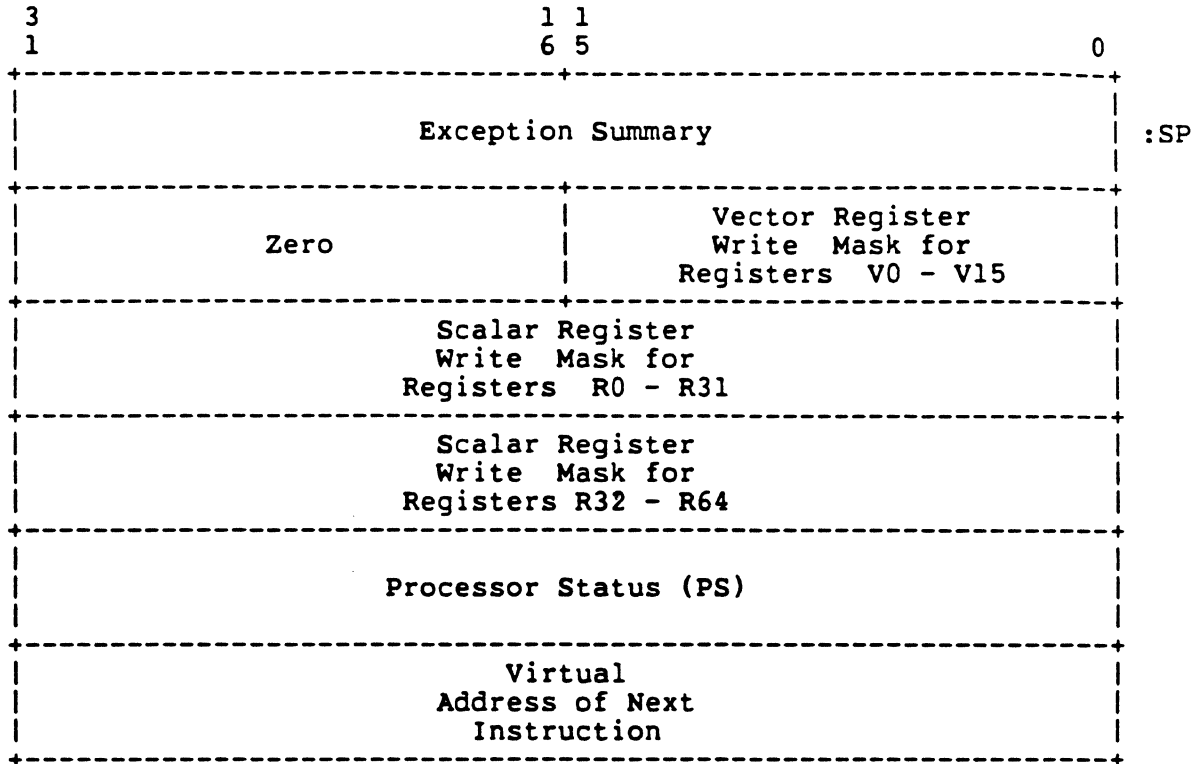 3 1 1
1 6 5 0
Exception Summary :SP
Zero
Vector Register
Write Mask for
Registers V0 - V15
Scalar Register
Write Mask for
Registers R0 - R31
Scalar Register
Write Mask for
Registers R32 - R64
Processor Status (PS)
Virtual
Address of Next
Instruction